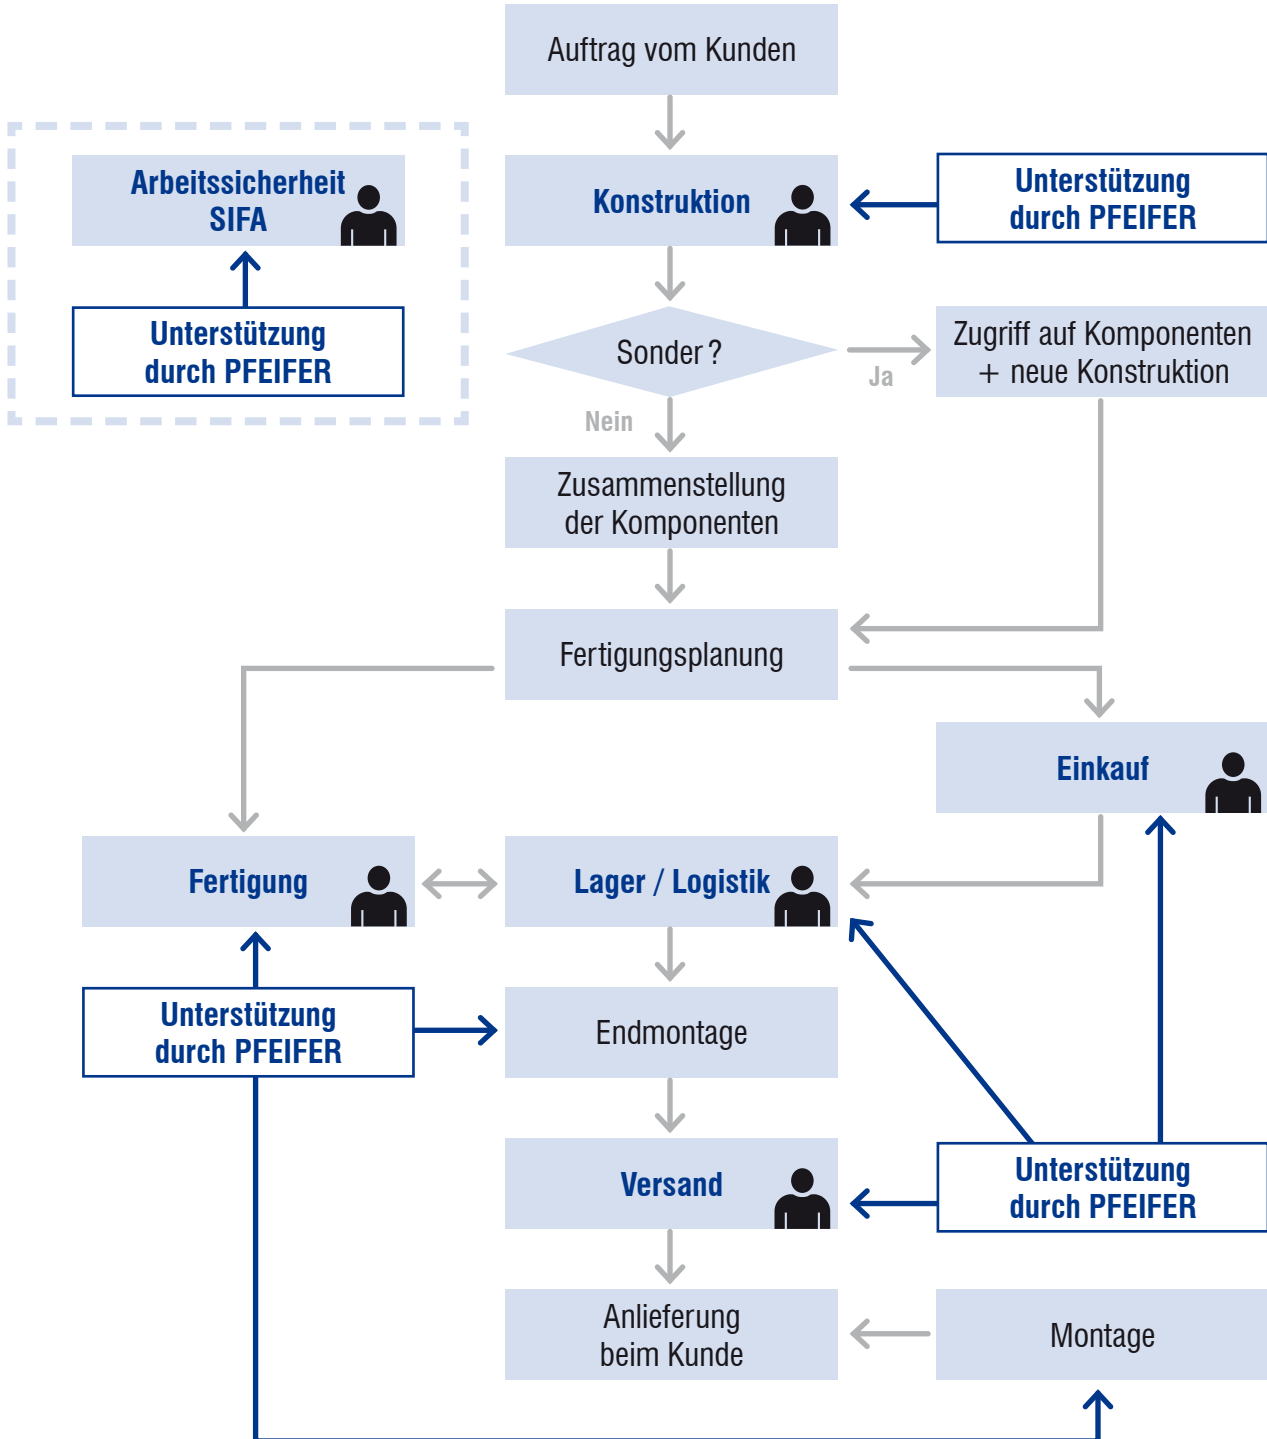 Auftrag vom Kunden
Arbeitssicherheit
SIFA
Konstruktion
Unterstützung
durch PFEIFER
Unterstützung
durch PFEIFER
Sonder ?
Ja
Zugriff auf Komponenten
+ neue Konstruktion
Nein
Zusammenstellung
der Komponenten
Fertigungsplanung
Einkauf
Fertigung
Lager / Logistik
Unterstützung
durch PFEIFER
Endmontage
Versand
Unterstützung
durch PFEIFER
Anlieferung
beim Kunde
Montage